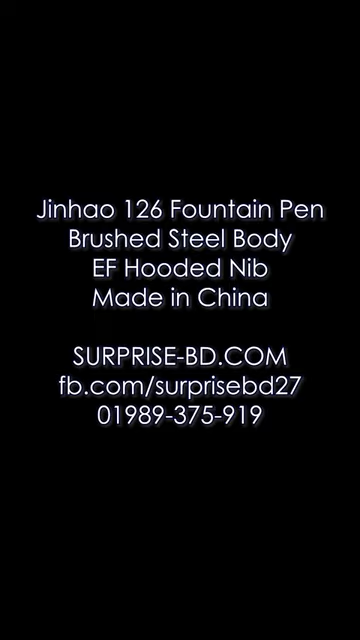 Jinhao 126 Fountain Pen
Brushed Steel Body
EF Hooded Nib
Made in China
SURPRISE-BD.COM
fb.com/surprisebd27
01989-375-919